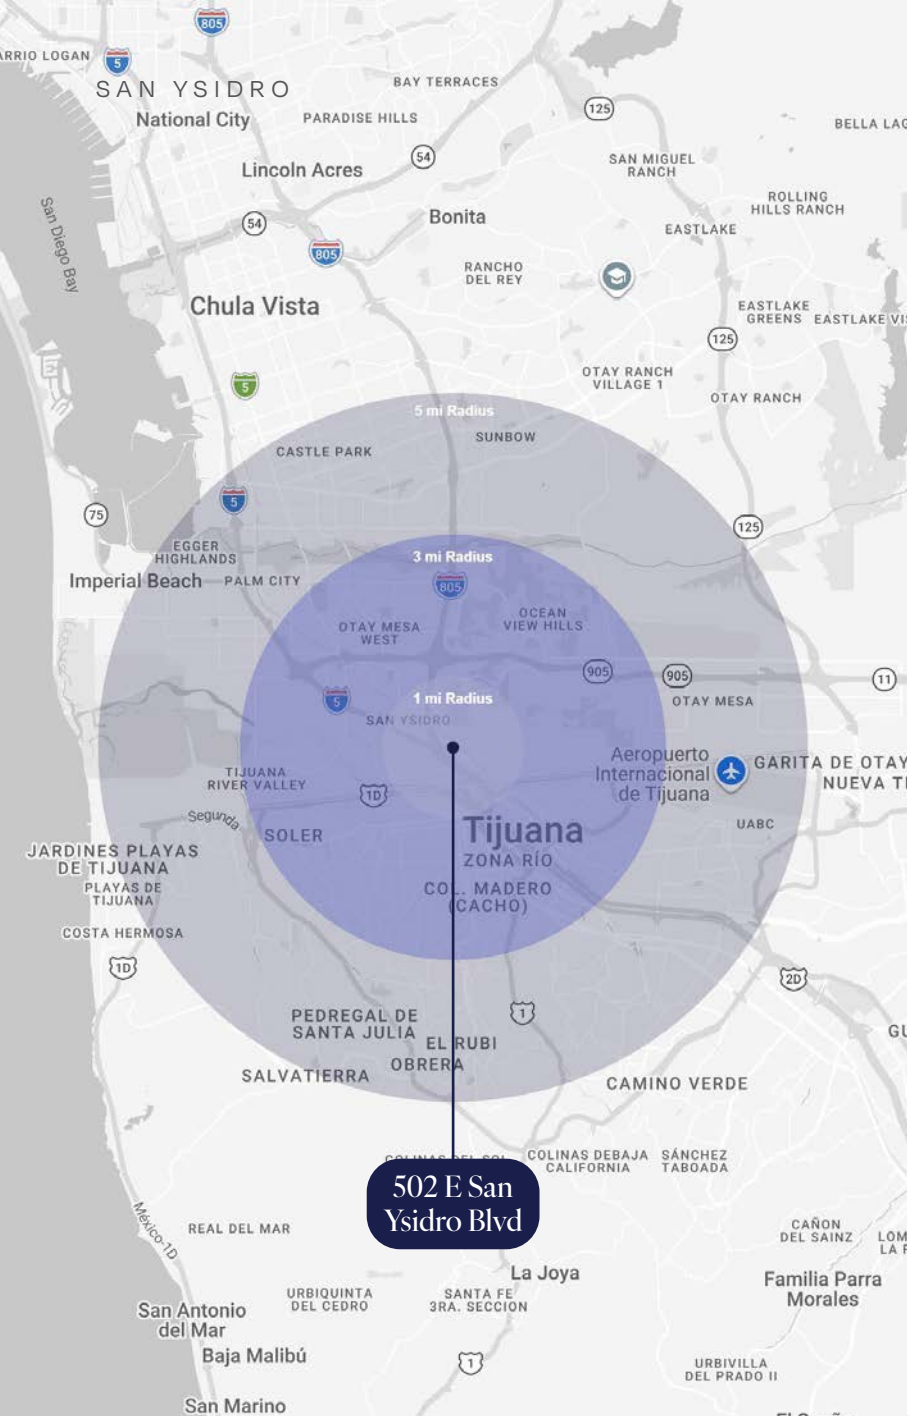 805
ARRIO LOGAN
5
SAN YSIDRO
BAY TERRACES
National City
PARADISE HILLS
125
BELLA LAG
54
SAN MIGUEL
RANCH
Lincoln Acres
ROLLING
HILLS RANCH
San Diego Bay
54
Bonita
EASTLAKE
805
RANCHO
DEL REY
Chula Vista
EASTLAKE
GREENS
EASTLAKE VIS
125
5
OTAY RANCH
VILLAGE 1
OTAY RANCH
5 mi Radius
SUNBOW
CASTLE PARK
5
75
125
EGGER
HIGHLANDS
3 mi Radius
Imperial Beach
PALM CITY
805
OTAY MESA
WEST
OCEAN
VIEW HILLS
905
905
11
5
1 mi Radius
OTAY MESA
SAN YSIDRO
Aeropuerto
Internacional
de Tijuana
GARITA DE OTAY
NUEVA TI
TIJUANA
RIVER VALLEY
1D
Segunda
SOLER
Tijuana
UABC
ZONA RÍO
JARDINES PLAYAS
DE TIJUANA
PLAYAS DE
TIJUANA
COL. MADERO
(CACHO)
COSTA HERMOSA
1D
2D
PEDREGAL DE
SANTA JULIA
1
EL RUBI
GU
OBRERA
SALVATIERRA
CAMINO VERDE
COLINAS DEL SOL
COLINAS DEBAJA
CALIFORNIA
SÁNCHEZ
TABOADA
502 E San
Ysidro Blvd
México-1D
REAL DEL MAR
CAÑON
DEL SAINZ
LOM
LA R
La Joya
Familia Parra
Morales
URBIQUINTA
DEL CEDRO
SANTA FE
3RA. SECCION
San Antonio
del Mar
Baja Malibú
1
URBIVILLA
DEL PRADO II
San Marino